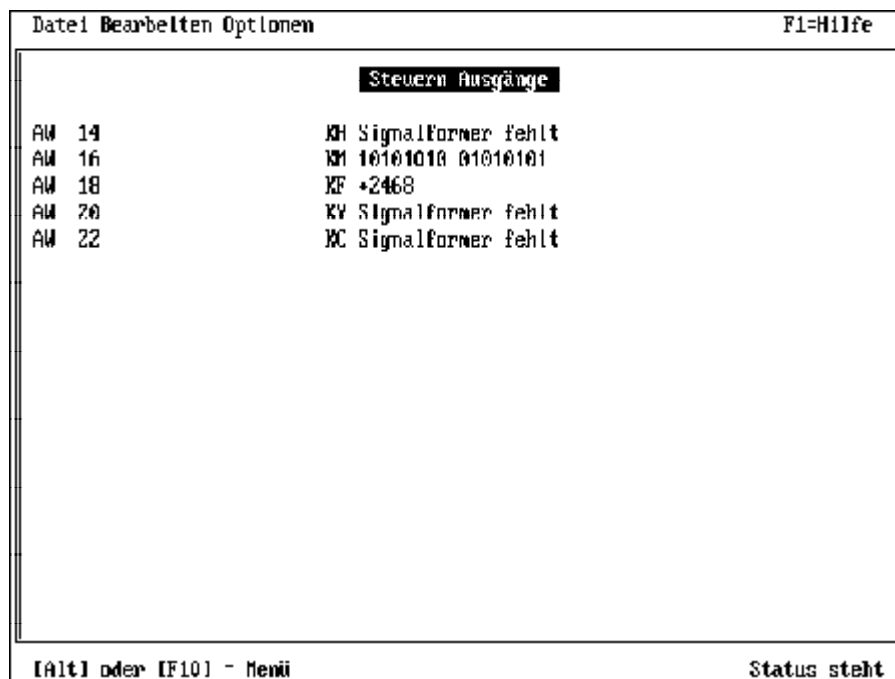 Datei Bearbeiten Optionen F1=Hilfe
Steuern Ausgänge
AW 14 KH Signalformer fehlt
AW 16 KM 10101010 01010101
AW 18 KF +2468
AW 20 KY Signalformer fehlt
AW 22 KC Signalformer fehlt
[Alt] oder [F10] - Menü Status steht